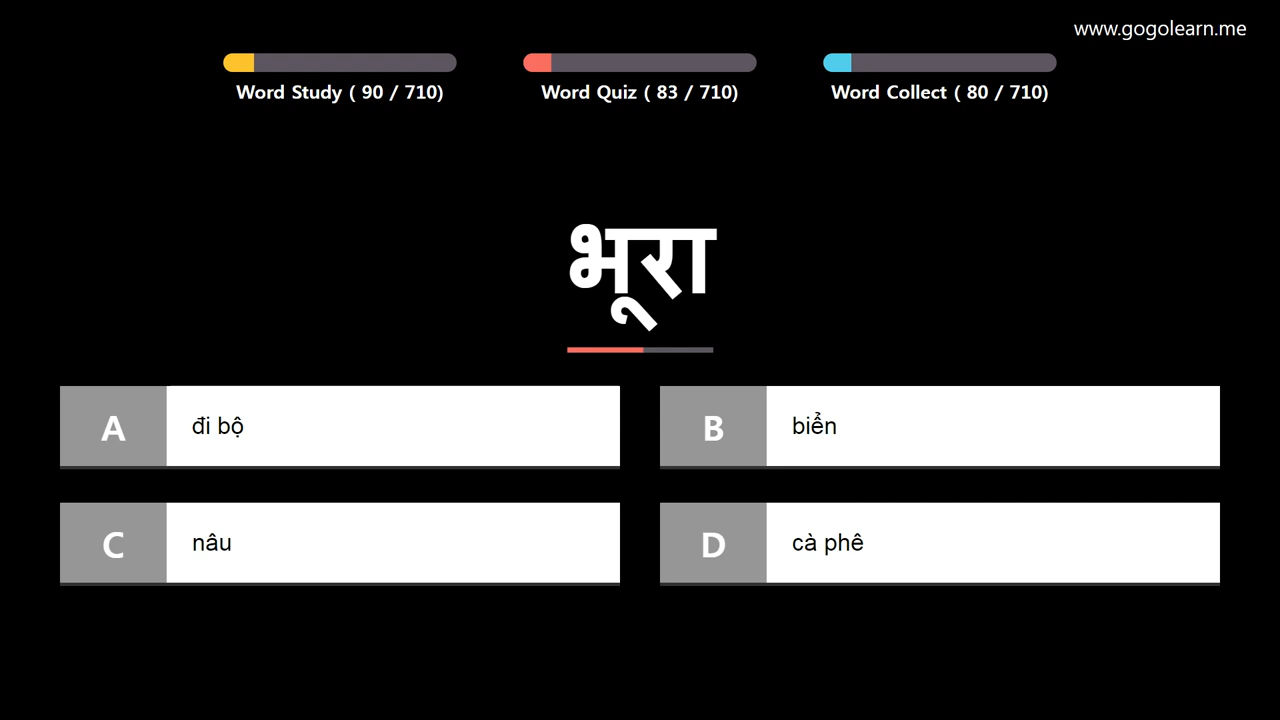 www.gogolearn.me
Word Study ( 90 / 710)
Word Quiz ( 83 / 710)
Word Collect ( 80 / 710)
भूरा
A đi bộ
B biển
C nâu
D cà phê